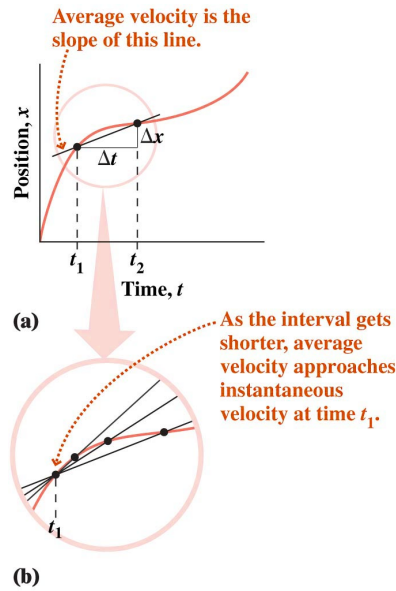 Average velocity is the
slope of this line.
Position, x
Δx
Δt
t₁
t₂
Time, t
(a)
As the interval gets
shorter, average
velocity approaches
instantaneous
velocity at time t₁.
t₁
(b)